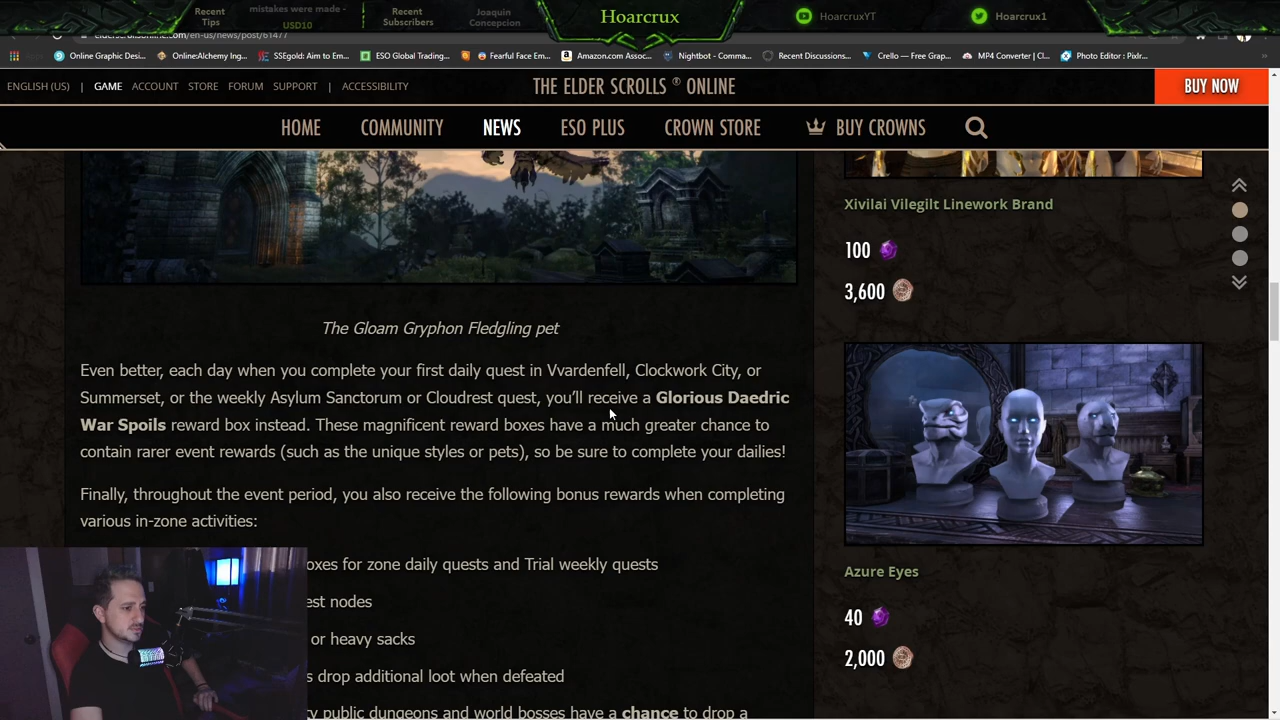 Recent
Tips
mistakes were made -
USD10
Recent
Subscribers
Joaquin
Concepcion
Hoarcrux
HoarcruxYT
Hoarcrux1
elderscrollsonline.com/en-us/news/post/61477
Online Graphic Desi...
OnlineAlchemy Ing...
SSEgold: Aim to Em...
ESO Global Trading...
Fearful Face Em...
Amazon.com Assoc...
Nightbot - Comma...
Recent Discussions...
Crello — Free Grap...
MP4 Converter | Cl...
Photo Editor : Pixlr...
ENGLISH (US) | GAME ACCOUNT STORE FORUM SUPPORT | ACCESSIBILITY
THE ELDER SCROLLS ® ONLINE
BUY NOW
HOME COMMUNITY NEWS ESO PLUS CROWN STORE BUY CROWNS
The Gloam Gryphon Fledgling pet
Even better, each day when you complete your first daily quest in Vvardenfell, Clockwork City, or
Summerset, or the weekly Asylum Sanctorum or Cloudrest quest, you’ll receive a Glorious Daedric
War Spoils reward box instead. These magnificent reward boxes have a much greater chance to
contain rarer event rewards (such as the unique styles or pets), so be sure to complete your dailies!
Finally, throughout the event period, you also receive the following bonus rewards when completing
various in-zone activities:
oxes for zone daily quests and Trial weekly quests
est nodes
or heavy sacks
s drop additional loot when defeated
ty public dungeons and world bosses have a chance to drop a
Xivilai Vilegilt Linework Brand
100
3,600
Azure Eyes
40
2,000